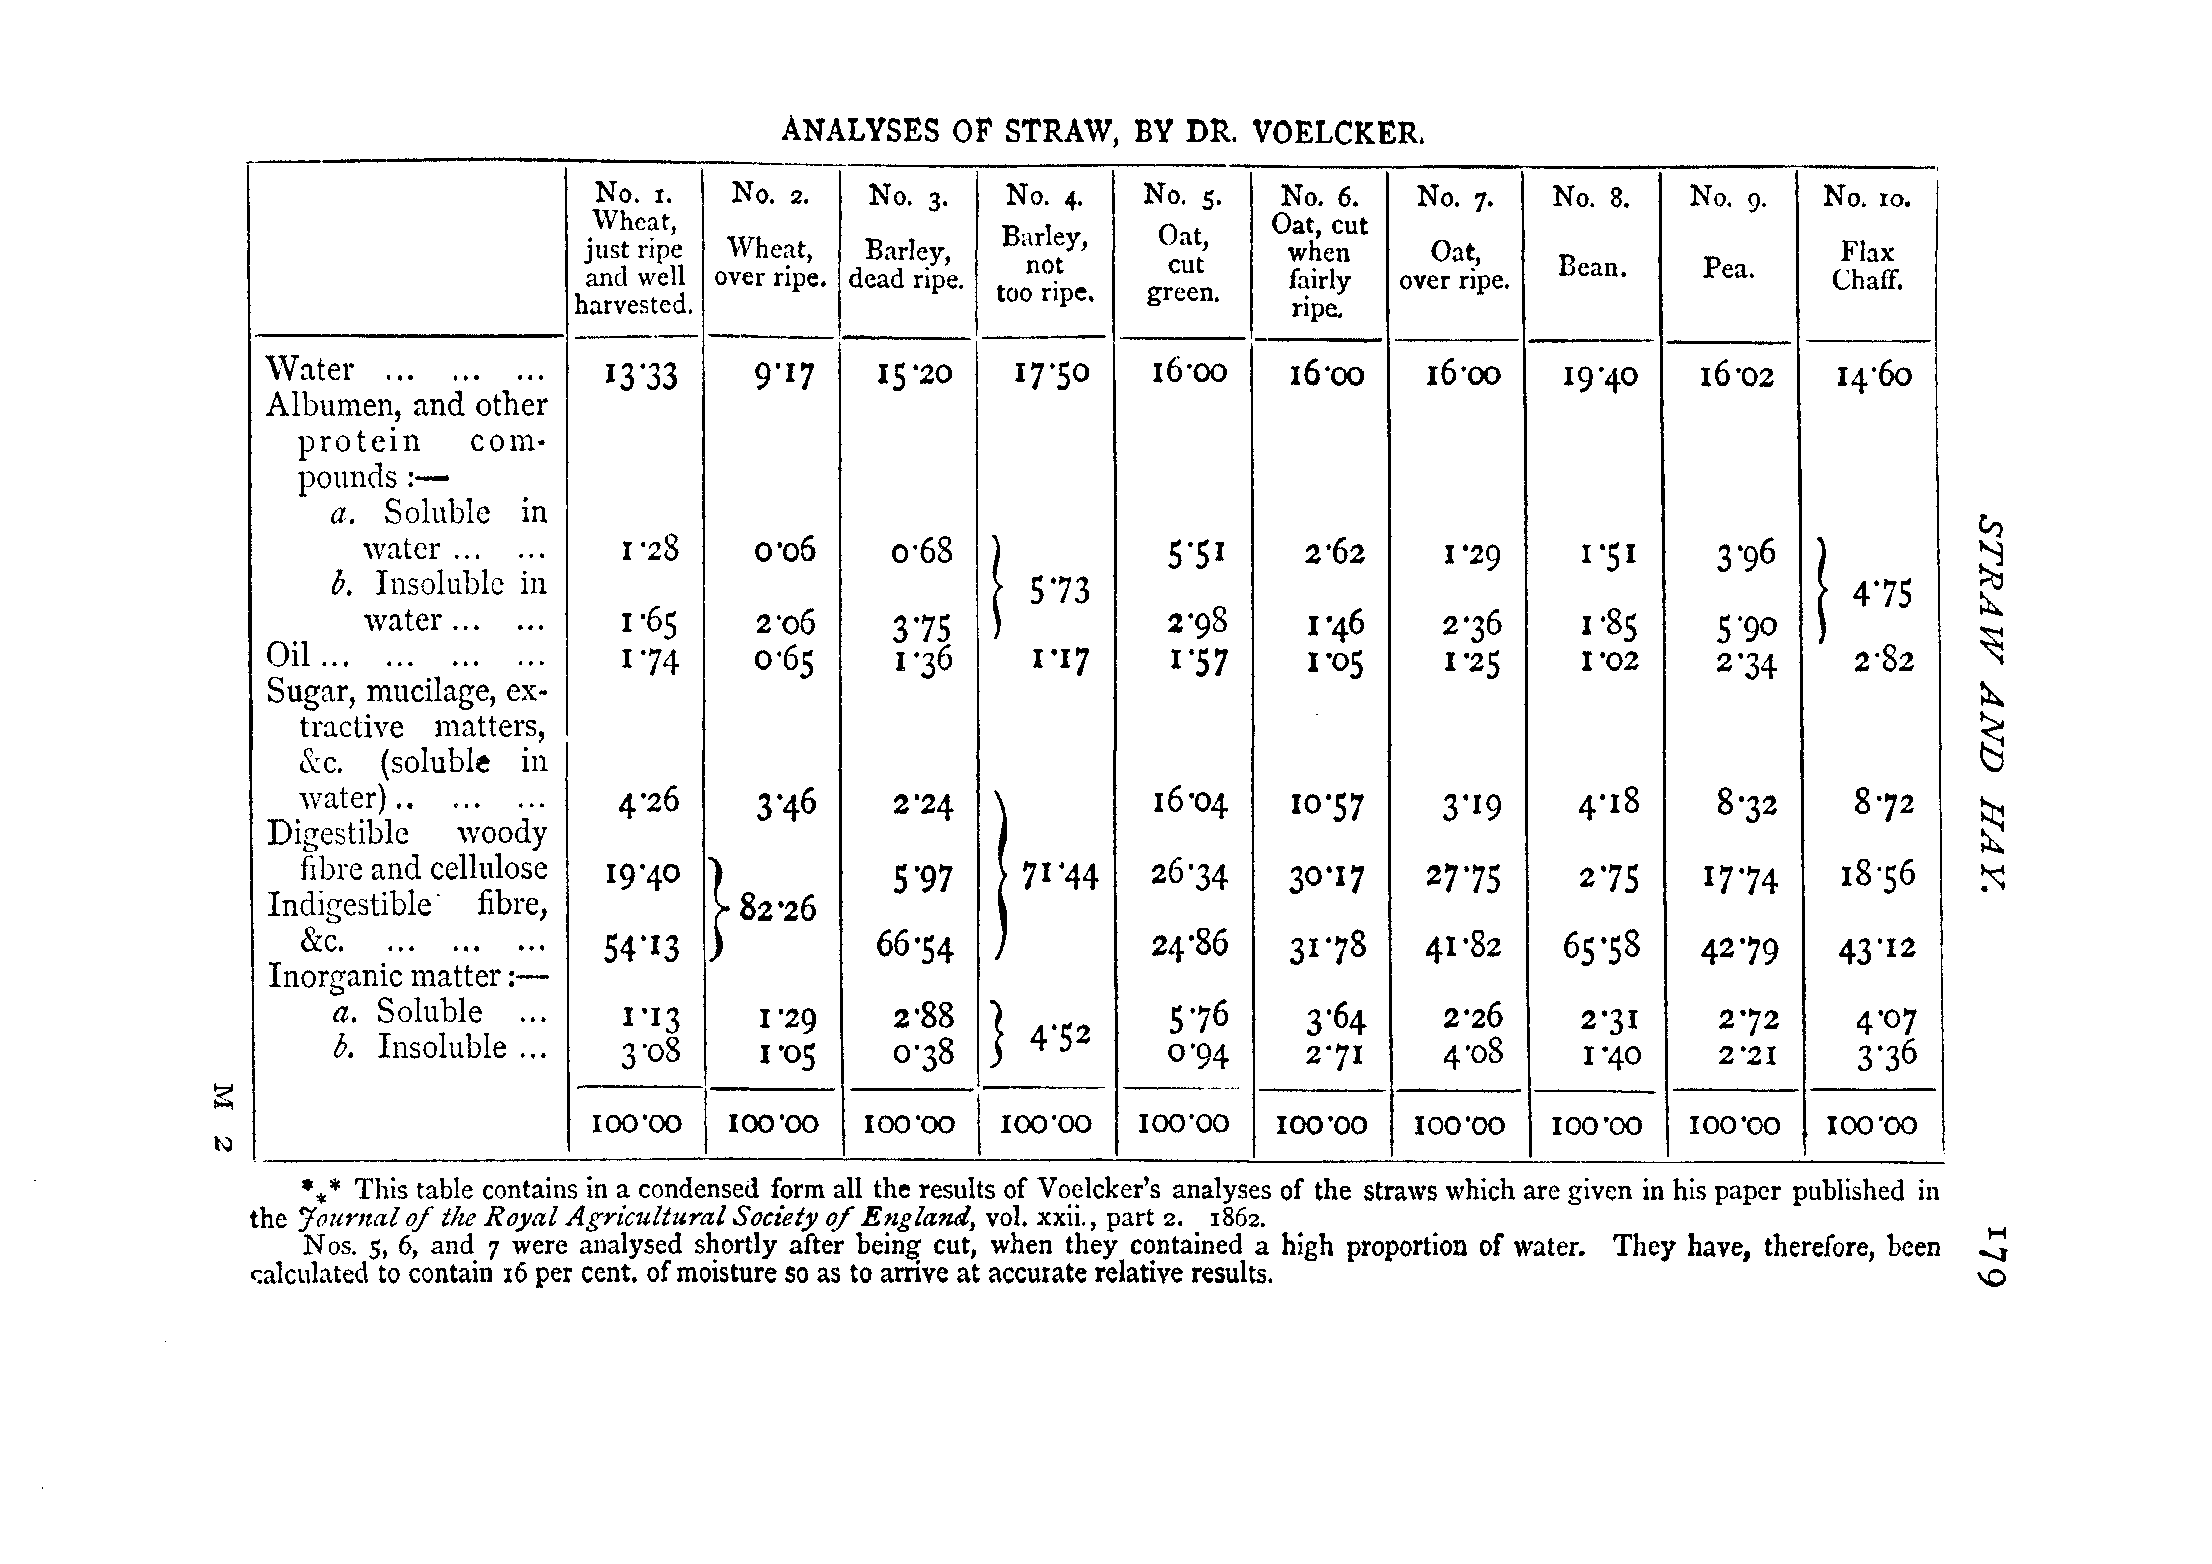 ANALYSES OF STRAW, BY DR. VOELCKER.
No. 1. No. 2. No. 3. No. 4. No. 5. No. 6. No. 7. No. 8. No. 9. No. 10.
Wheat, just ripe and well harvested. Wheat, over ripe. Barley, dead ripe. Barley, not too ripe. Oat, cut green. Oat, cut when fairly ripe. Oat, over ripe. Bean. Pea. Flax Chaff.
Water ... ... ... 13·33 9·17 15·20 17·50 16·00 16·00 16·00 19·40 16·02 14·60
Albumen, and other
protein com-
pounds :—
a. Soluble in
water ... ... 1·28 0·06 0·68 5·51 2·62 1·29 1·51 3·96
b. Insoluble in 5·73 4·75
water ... ... 1·65 2·06 3·75 2·98 1·46 2·36 1·85 5·90
Oil ... ... ... ... 1·74 0·65 1·36 1·17 1·57 1·05 1·25 1·02 2·34 2·82
Sugar, mucilage, ex-
tractive matters,
&c. (soluble in
water) .. ... ... 4·26 3·46 2·24 16·04 10·57 3·19 4·18 8·32 8·72
Digestible woody
fibre and cellulose 19·40 5·97 71·44 26·34 30·17 27·75 2·75 17·74 18·56
Indigestible fibre, 82·26
&c. ... ... ... 54·13 66·54 24·86 31·78 41·82 65·58 42·79 43·12
Inorganic matter :—
a. Soluble ... 1·13 1·29 2·88 5·76 3·64 2·26 2·31 2·72 4·07
4·52
b. Insoluble ... 3·08 1·05 0·38 0·94 2·71 4·08 1·40 2·21 3·36
100·00 100·00 100·00 100·00 100·00 100·00 100·00 100·00 100·00 100·00
*** This table contains in a condensed form all the results of Voelcker's analyses of the straws which are given in his paper published in
the Journal of the Royal Agricultural Society of England, vol. xxii., part 2. 1862.
Nos. 5, 6, and 7 were analysed shortly after being cut, when they contained a high proportion of water. They have, therefore, been
calculated to contain 16 per cent. of moisture so as to arrive at accurate relative results.
STRAW AND HAY.
179
M 2